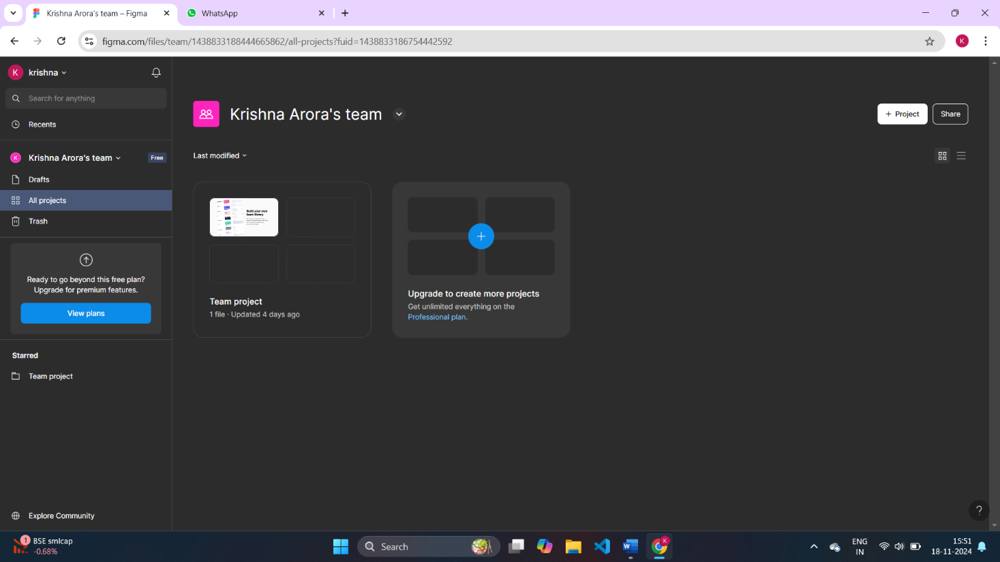 Krishna Arora's team – Figma
WhatsApp
figma.com/files/team/1438833188444665862/all-projects?fuid=1438833186754442592
K
K
krishna
Search for anything
Recents
K
Krishna Arora's team
Free
Drafts
All projects
Trash
Ready to go beyond this free plan?
Upgrade for premium features.
View plans
Starred
Team project
Explore Community
Krishna Arora's team
+ Project
Share
Last modified
Build your own
team library
Team project
1 file · Updated 4 days ago
Upgrade to create more projects
Get unlimited everything on the
Professional plan.
?
1
BSE smlcap
-0.68%
Search
W
K
ENG
IN
15:51
18-11-2024